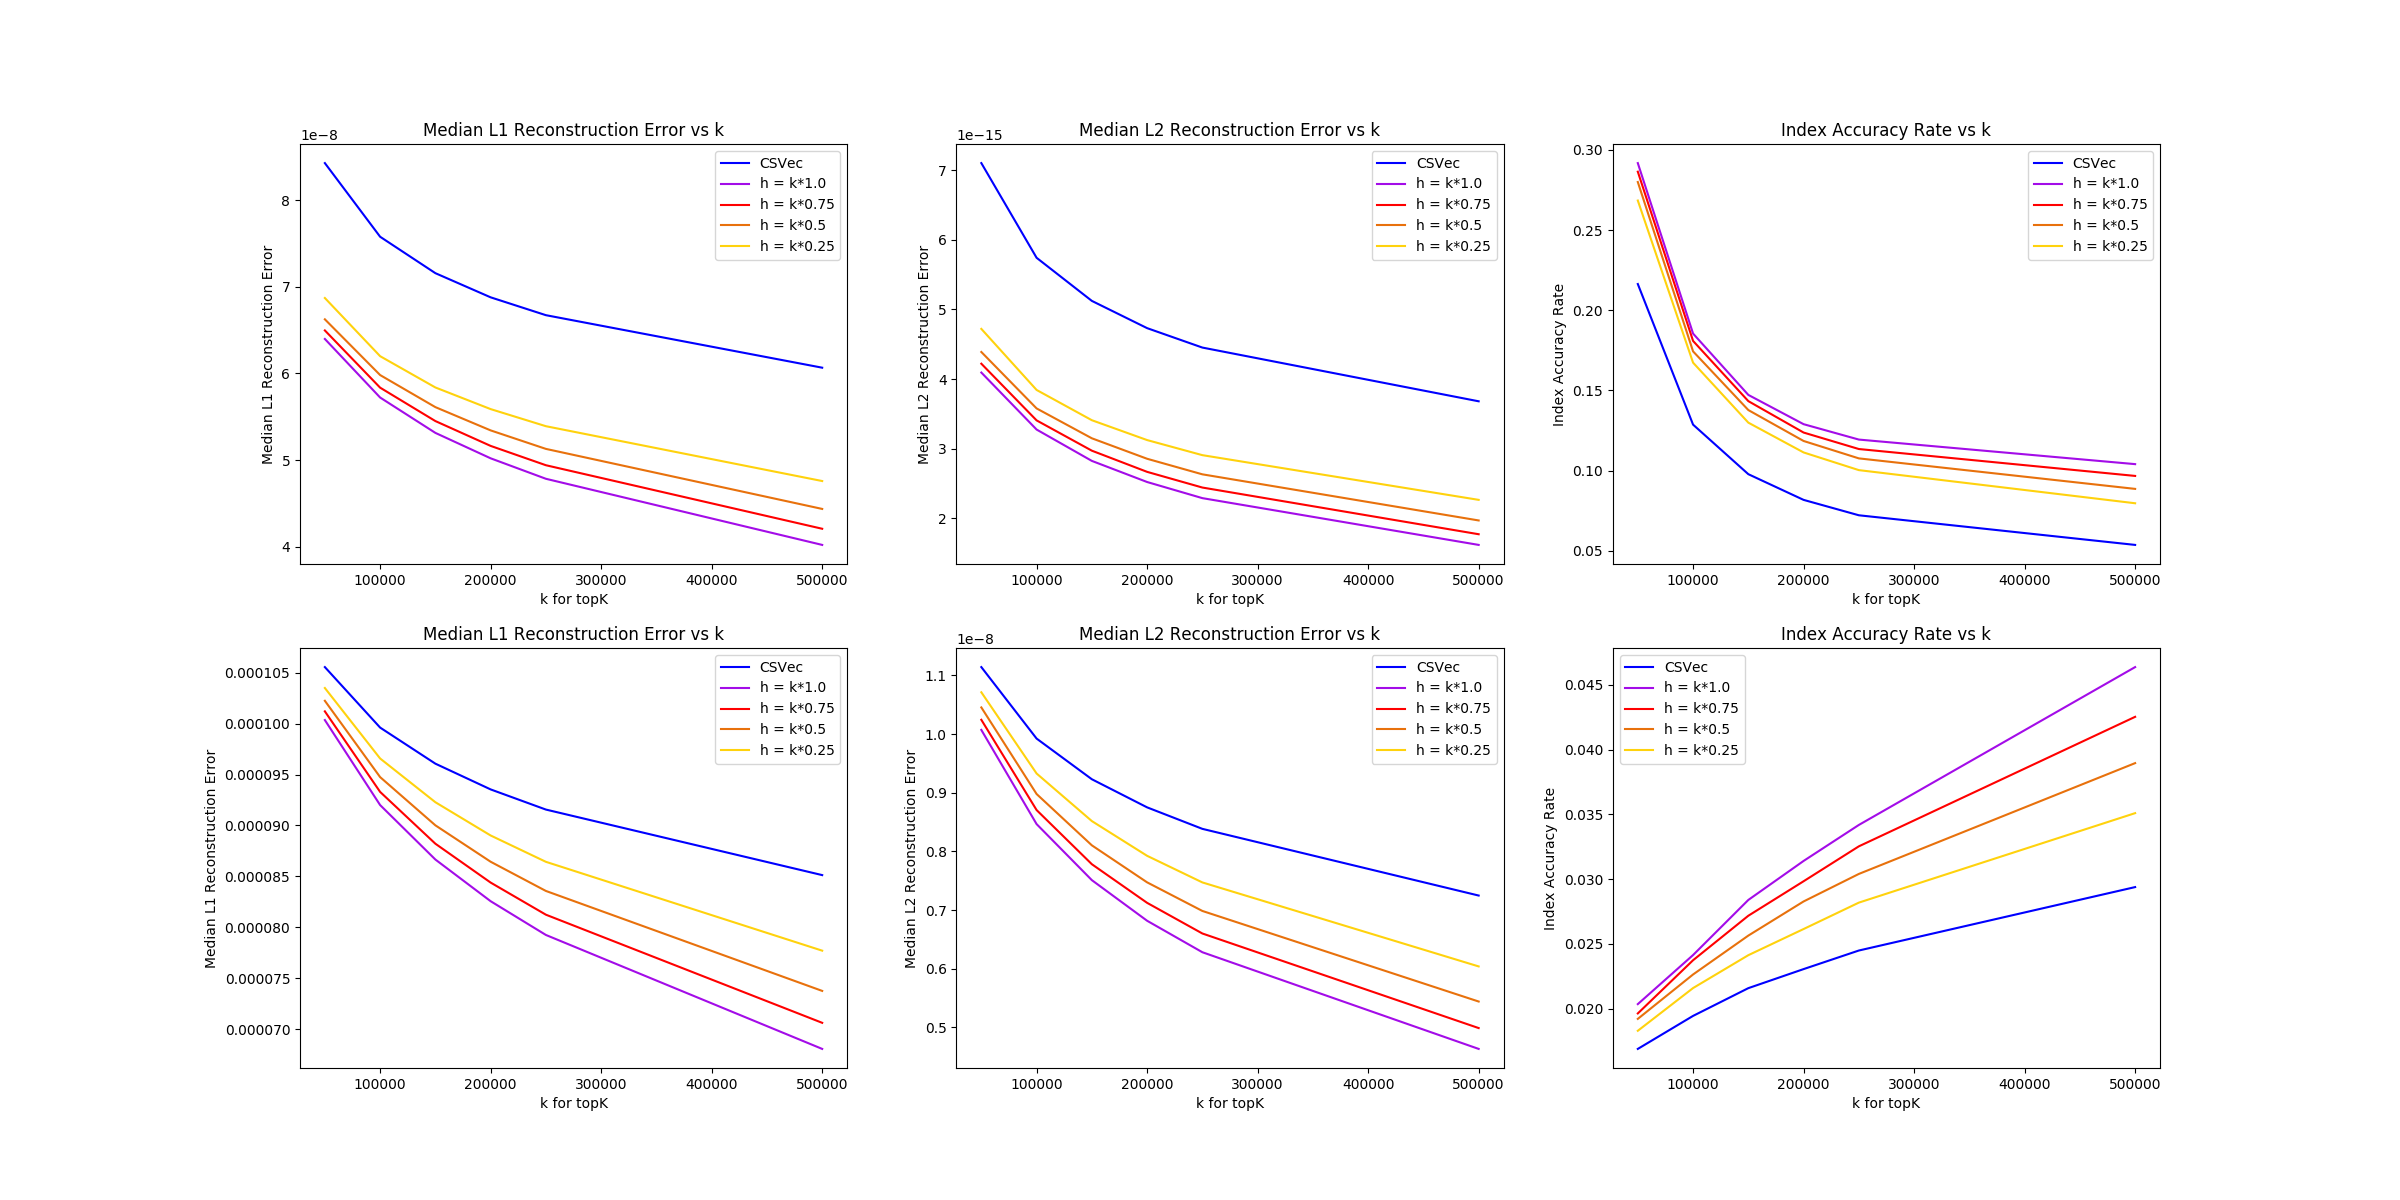 Median L1 Reconstruction Error vs k
1e−8
8
7
6
5
4
Median L1 Reconstruction Error
100000 200000 300000 400000 500000
k for topK
CSVec
h = k*1.0
h = k*0.75
h = k*0.5
h = k*0.25
Median L2 Reconstruction Error vs k
1e−15
7
6
5
4
3
2
Median L2 Reconstruction Error
100000 200000 300000 400000 500000
k for topK
CSVec
h = k*1.0
h = k*0.75
h = k*0.5
h = k*0.25
Index Accuracy Rate vs k
0.30
0.25
0.20
0.15
0.10
0.05
Index Accuracy Rate
100000 200000 300000 400000 500000
k for topK
CSVec
h = k*1.0
h = k*0.75
h = k*0.5
h = k*0.25
Median L1 Reconstruction Error vs k
0.000105
0.000100
0.000095
0.000090
0.000085
0.000080
0.000075
0.000070
Median L1 Reconstruction Error
100000 200000 300000 400000 500000
k for topK
CSVec
h = k*1.0
h = k*0.75
h = k*0.5
h = k*0.25
Median L2 Reconstruction Error vs k
1e−8
1.1
1.0
0.9
0.8
0.7
0.6
0.5
Median L2 Reconstruction Error
100000 200000 300000 400000 500000
k for topK
CSVec
h = k*1.0
h = k*0.75
h = k*0.5
h = k*0.25
Index Accuracy Rate vs k
0.045
0.040
0.035
0.030
0.025
0.020
Index Accuracy Rate
100000 200000 300000 400000 500000
k for topK
CSVec
h = k*1.0
h = k*0.75
h = k*0.5
h = k*0.25